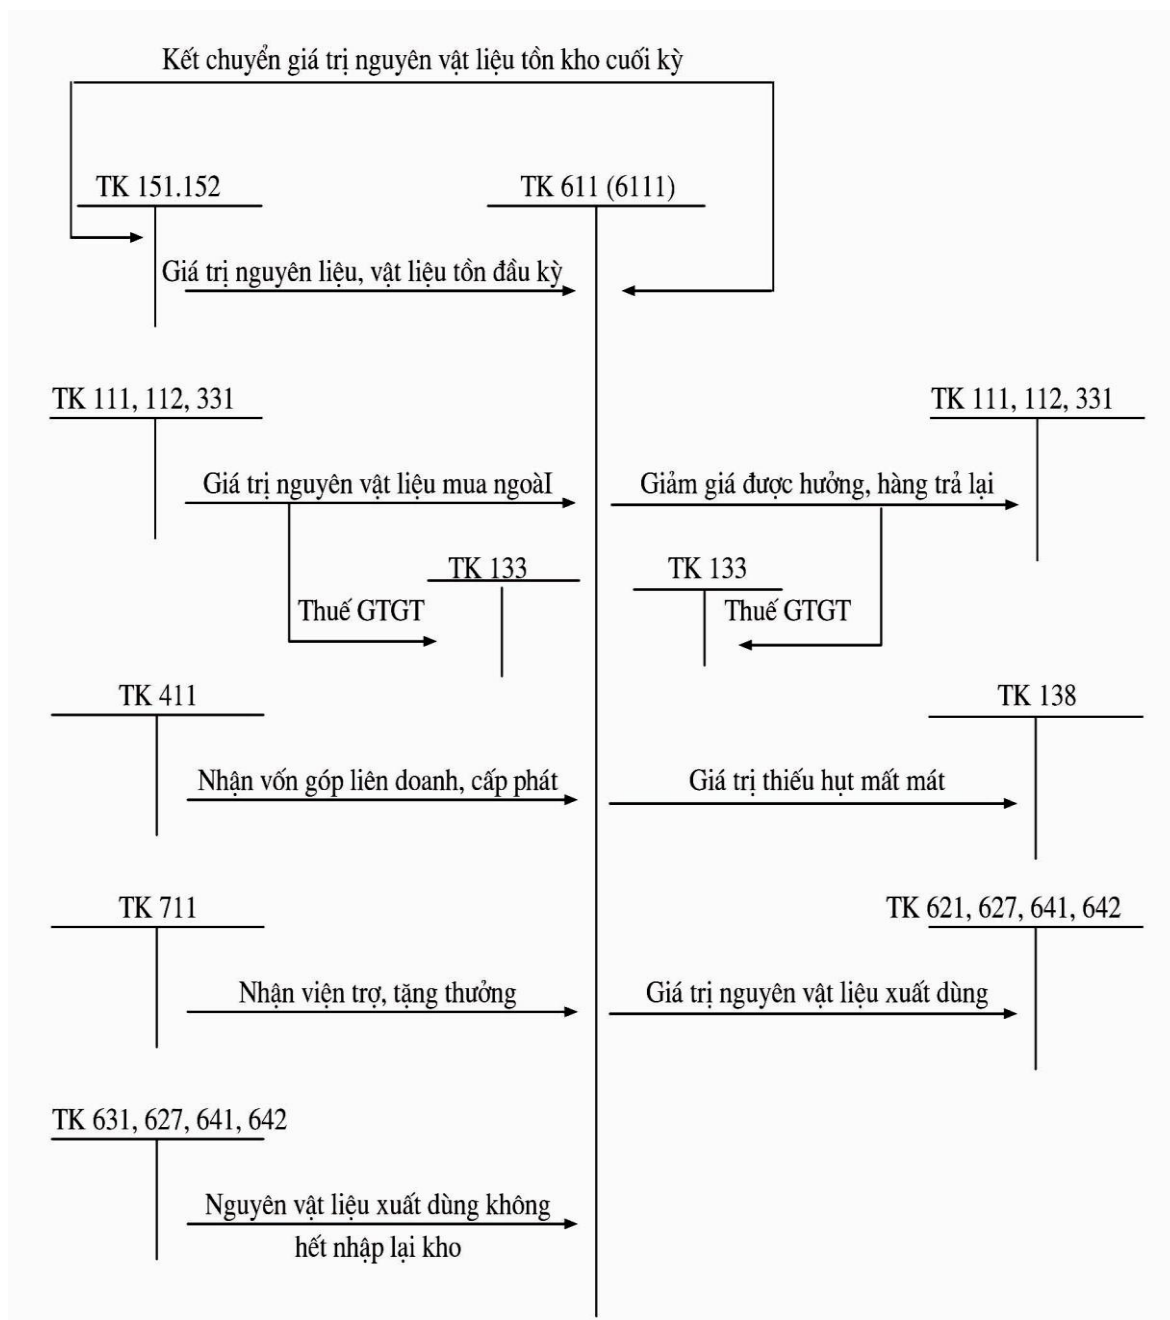 Kết chuyển giá trị nguyên vật liệu tồn kho cuối kỳ
TK 151.152
TK 611 (6111)
Giá trị nguyên liệu, vật liệu tồn đầu kỳ
TK 111, 112, 331
TK 111, 112, 331
Giá trị nguyên vật liệu mua ngoàI
Giảm giá được hưởng, hàng trả lại
TK 133
TK 133
Thuế GTGT
Thuế GTGT
TK 411
TK 138
Nhận vốn góp liên doanh, cấp phát
Giá trị thiếu hụt mất mát
TK 711
TK 621, 627, 641, 642
Nhận viện trợ, tặng thưởng
Giá trị nguyên vật liệu xuất dùng
TK 631, 627, 641, 642
Nguyên vật liệu xuất dùng không
hết nhập lại kho